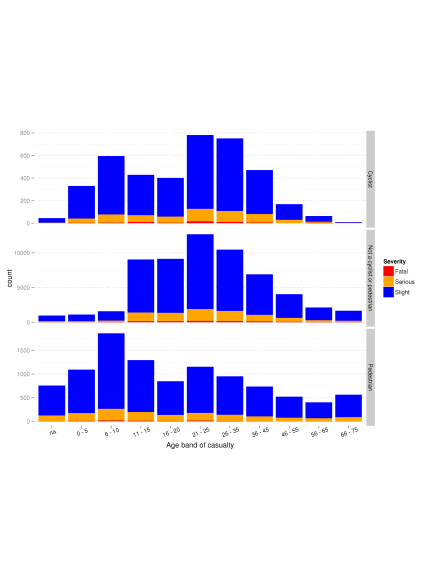 800
600
400
200
0
Cyclist
10000
5000
0
Not a cyclist or pedestrian
1500
1000
500
0
Pedestrian
count
na
0 - 5
6 - 10
11 - 15
16 - 20
21 - 25
26 - 35
36 - 45
46 - 55
56 - 65
66 - 75
Age band of casualty
Severity
Fatal
Serious
Slight